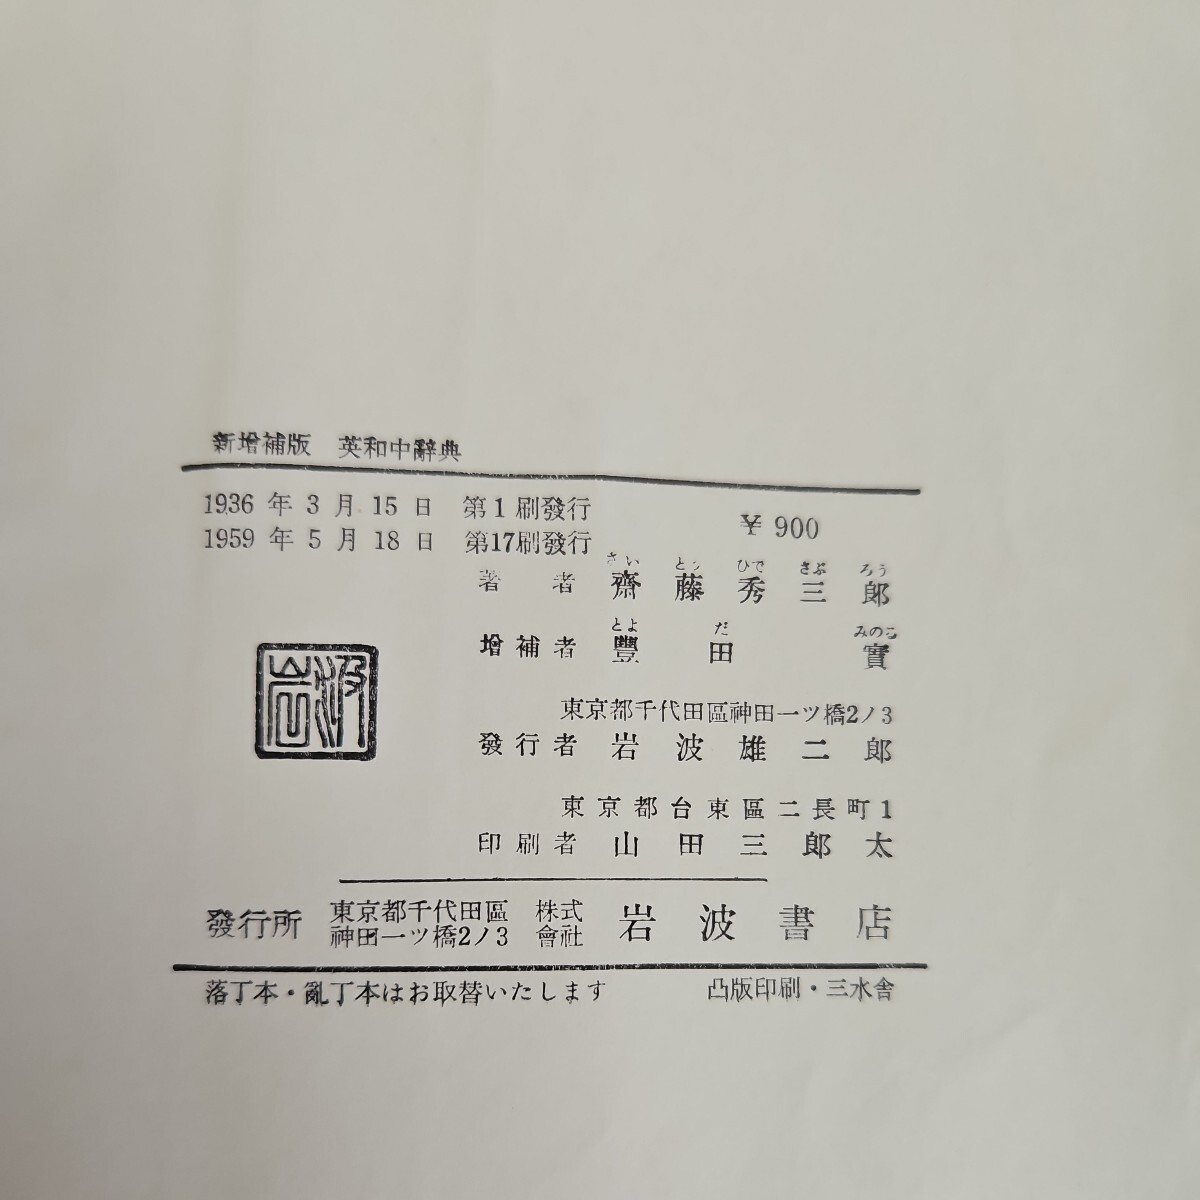 新增補版　英和中辭典
1936 年 3 月 15 日　第1刷發行
1959 年 5 月 18 日　第17刷發行
¥ 900
さい とう ひで さぶ ろう
著者　齋藤秀三郎
とよ だ みのる
增補者　豐田實
岩波
東京都千代田區神田一ツ橋2ノ3
發行者　岩波雄二郎
東京都台東區二長町1
印刷者　山田三郎太
發行所　東京都千代田區神田一ツ橋2ノ3　株式會社　岩波書店
落丁本・亂丁本はお取替いたします　凸版印刷・三水舎